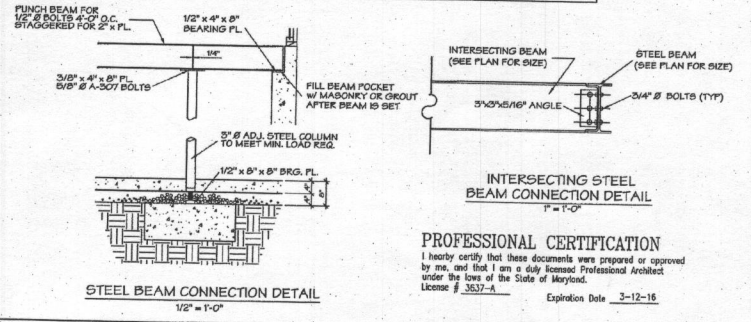 PUNCH BEAM FOR
1/2" Ø BOLTS 4'-0" O.C.
STAGGERED FOR 2" x PL.
1/2" x 4" x 8"
BEARING PL.
1/4"
3/8" x 4" x 8" PL.
5/8" Ø A-307 BOLTS
FILL BEAM POCKET
w/ MASONRY OR GROUT
AFTER BEAM IS SET
3" Ø ADJ. STEEL COLUMN
TO MEET MIN. LOAD REQ.
1/2" x 8" x 8" BRG. PL.
4"
4"
8"
STEEL BEAM CONNECTION DETAIL
1/2" = 1'-0"
INTERSECTING BEAM
(SEE PLAN FOR SIZE)
STEEL BEAM
(SEE PLAN FOR SIZE)
3"x3"x5/16" ANGLE
3/4" Ø BOLTS (TYP)
INTERSECTING STEEL
BEAM CONNECTION DETAIL
1" = 1'-0"
PROFESSIONAL CERTIFICATION
I hearby certify that these documents were prepared or approved
by me, and that I am a duly licensed Professional Architect
under the laws of the State of Maryland.
License # 3637-A
Expiration Date 3-12-16